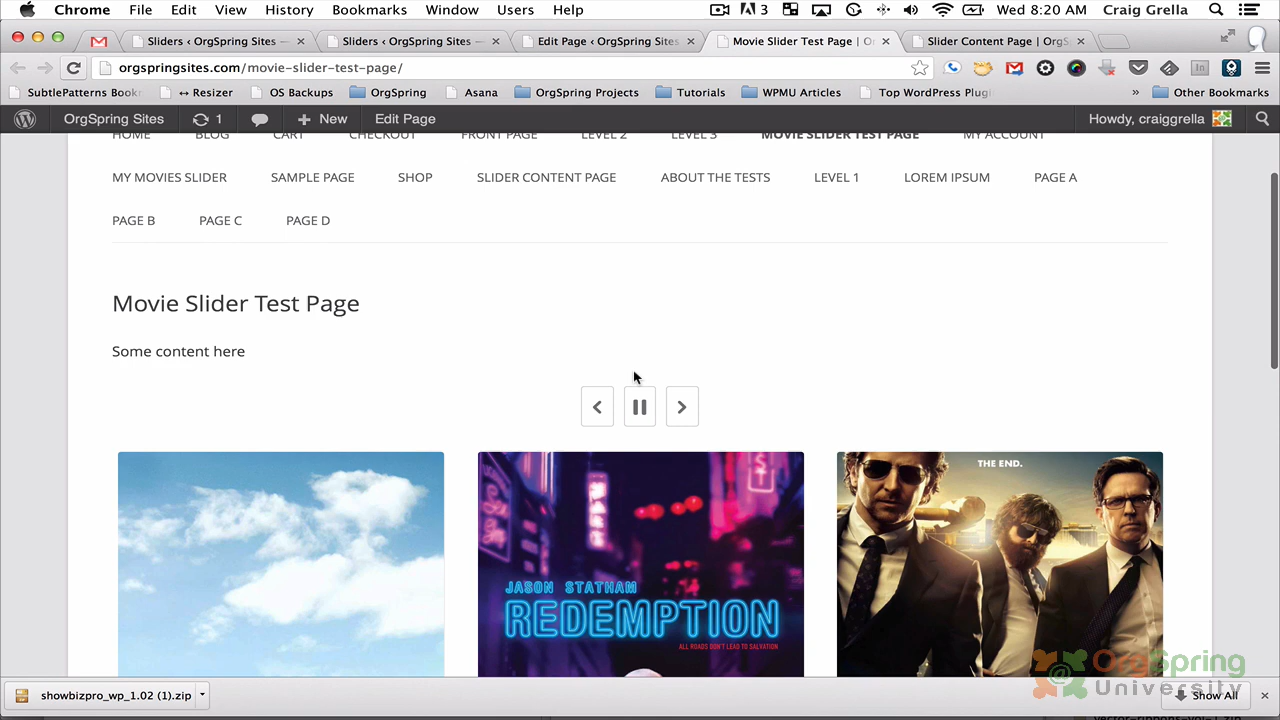 Chrome File Edit View History Bookmarks Window Users Help 3 Wed 8:20 AM Craig Grella
Sliders ‹ OrgSpring Sites — Sliders ‹ OrgSpring Sites — Edit Page ‹ OrgSpring Sites Movie Slider Test Page | O Slider Content Page | OrgS
orgspringsites.com/movie-slider-test-page/
SubtlePatterns Book Resizer OS Backups OrgSpring Asana OrgSpring Projects Tutorials WPMU Articles Top WordPress Plugi » Other Bookmarks
OrgSpring Sites 1 New Edit Page Howdy, craiggrella
HOME BLOG CART CHECKOUT FRONT PAGE LEVEL 2 LEVEL 3 MOVIE SLIDER TEST PAGE MY ACCOUNT
MY MOVIES SLIDER SAMPLE PAGE SHOP SLIDER CONTENT PAGE ABOUT THE TESTS LEVEL 1 LOREM IPSUM PAGE A
PAGE B PAGE C PAGE D
Movie Slider Test Page
Some content here
THE END.
JASON STATHAM
REDEMPTION
ALL ROADS DON'T LEAD TO SALVATION
OrgSpring
University
showbizpro_wp_1.02 (1).zip Show All